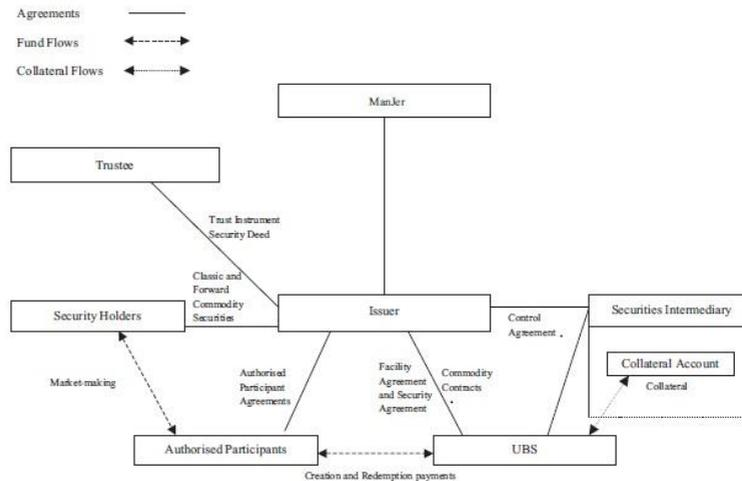 Agreements
Fund Flows
Collateral Flows
ManJer
Trustee
Trust Instrument
Security Deed
Classic and
Forward
Commodity
Securities
Security Holders
Issuer
Securities Intermediary
Control
Agreement
Collateral Account
Collateral
Market-making
Authorised
Participant
Agreements
Facility
Agreement
and Security
Agreement
Commodity
Contracts
Authorised Participants
UBS
Creation and Redemption payments